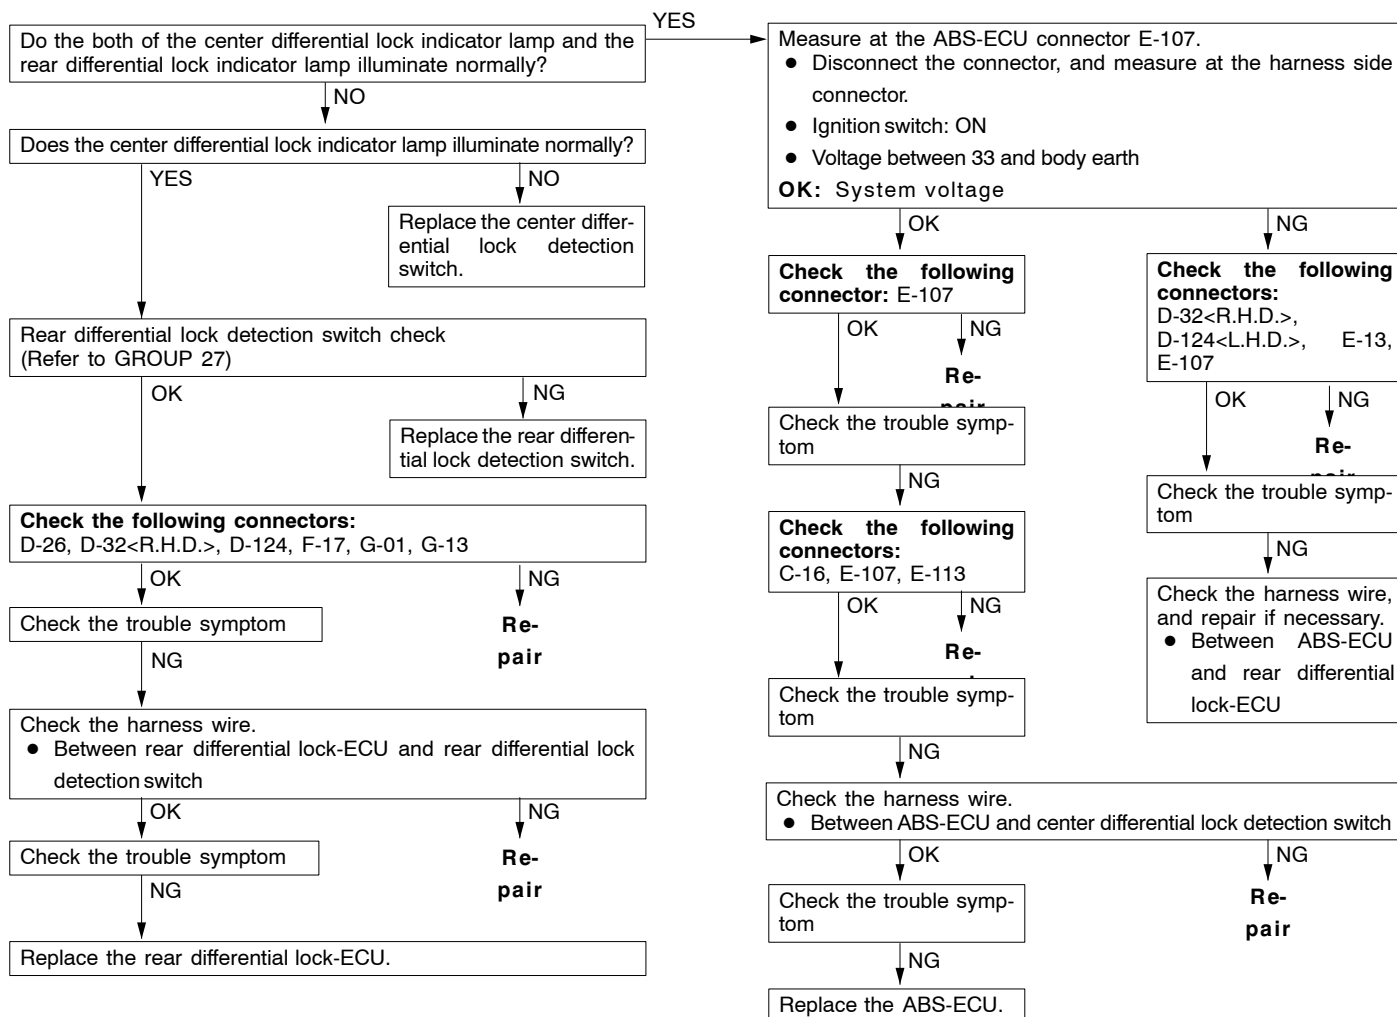 YES
Do the both of the center differential lock indicator lamp and the
rear differential lock indicator lamp illuminate normally?
NO
Does the center differential lock indicator lamp illuminate normally?
YES
NO
Replace the center differ-
ential lock detection
switch.
Rear differential lock detection switch check
(Refer to GROUP 27)
OK
NG
Replace the rear differen-
tial lock detection switch.
Check the following connectors:
D-26, D-32<R.H.D.>, D-124, F-17, G-01, G-13
OK
NG
Check the trouble symptom
Re-
pair
NG
Check the harness wire.
● Between rear differential lock-ECU and rear differential lock
detection switch
OK
NG
Check the trouble symptom
Re-
pair
NG
Replace the rear differential lock-ECU.
Measure at the ABS-ECU connector E-107.
● Disconnect the connector, and measure at the harness side
connector.
● Ignition switch: ON
● Voltage between 33 and body earth
OK: System voltage
OK
NG
Check the following
connector: E-107
OK
NG
Re-
pair
Check the trouble symp-
tom
NG
Check the following
connectors:
C-16, E-107, E-113
OK
NG
Re-
Check the trouble symp-
tom
NG
Check the following
connectors:
D-32<R.H.D.>,
D-124<L.H.D.>, E-13,
E-107
OK
NG
Re-
pair
Check the trouble symp-
tom
NG
Check the harness wire,
and repair if necessary.
● Between ABS-ECU
and rear differential
lock-ECU
Check the harness wire.
● Between ABS-ECU and center differential lock detection switch
OK
NG
Check the trouble symp-
tom
Re-
pair
NG
Replace the ABS-ECU.